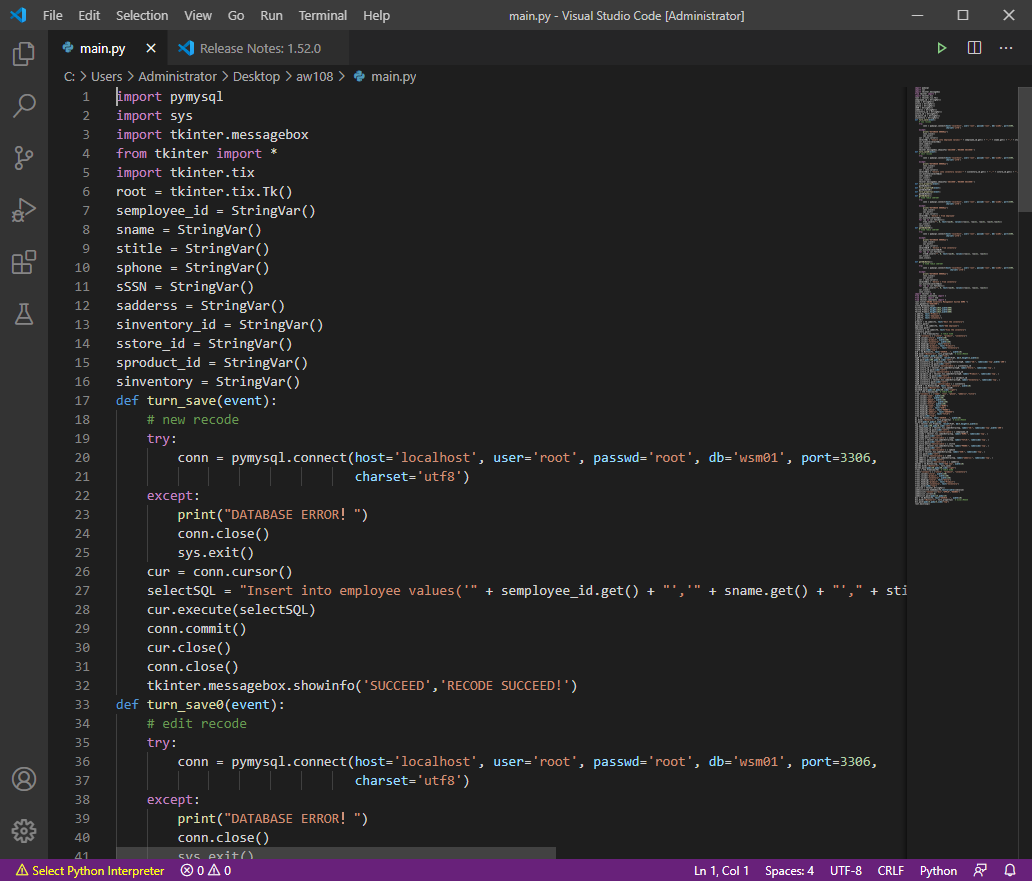 File Edit Selection View Go Run Terminal Help main.py - Visual Studio Code [Administrator]
main.py Release Notes: 1.52.0
C: > Users > Administrator > Desktop > aw108 > main.py
1 import pymysql
2 import sys
3 import tkinter.messagebox
4 from tkinter import *
5 import tkinter.tix
6 root = tkinter.tix.Tk()
7 semployee_id = StringVar()
8 sname = StringVar()
9 stitle = StringVar()
10 sphone = StringVar()
11 sSSN = StringVar()
12 sadderss = StringVar()
13 sinventory_id = StringVar()
14 sstore_id = StringVar()
15 sproduct_id = StringVar()
16 sinventory = StringVar()
17 def turn_save(event):
18 # new recode
19 try:
20 conn = pymysql.connect(host='localhost', user='root', passwd='root', db='wsm01', port=3306,
21 charset='utf8')
22 except:
23 print("DATABASE ERROR! ")
24 conn.close()
25 sys.exit()
26 cur = conn.cursor()
27 selectSQL = "Insert into employee values('" + semployee_id.get() + "','" + sname.get() + "'," + sti
28 cur.execute(selectSQL)
29 conn.commit()
30 cur.close()
31 conn.close()
32 tkinter.messagebox.showinfo('SUCCEED','RECODE SUCCEED!')
33 def turn_save0(event):
34 # edit recode
35 try:
36 conn = pymysql.connect(host='localhost', user='root', passwd='root', db='wsm01', port=3306,
37 charset='utf8')
38 except:
39 print("DATABASE ERROR! ")
40 conn.close()
41 sys.exit()
Select Python Interpreter 0 0 Ln 1, Col 1 Spaces: 4 UTF-8 CRLF Python